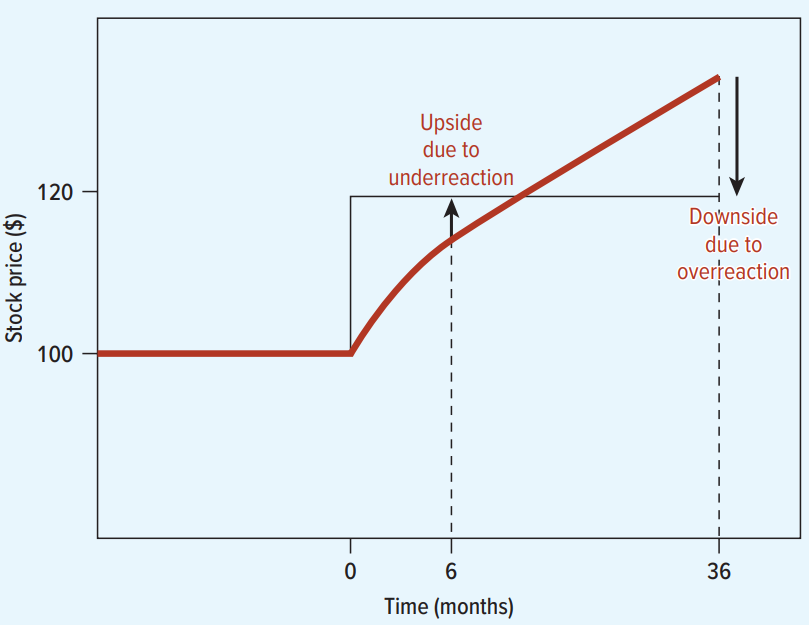 Upside
due to
underreaction
120
Downside
due to
overreaction
Stock price ($)
100
0
6
36
Time (months)